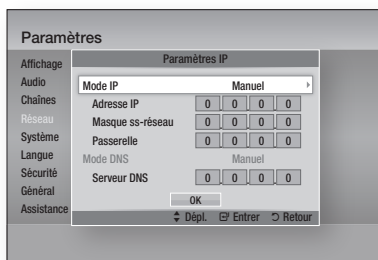 Paramètres
Affichage
Audio
Chaînes
Réseau
Système
Langue
Sécurité
Général
Assistance
Paramètres IP
Mode IP Manuel
Adresse IP 0 0 0 0
Masque ss-réseau 0 0 0 0
Passerelle 0 0 0 0
Mode DNS Manuel
Serveur DNS 0 0 0 0
OK
Dépl. Entrer Retour